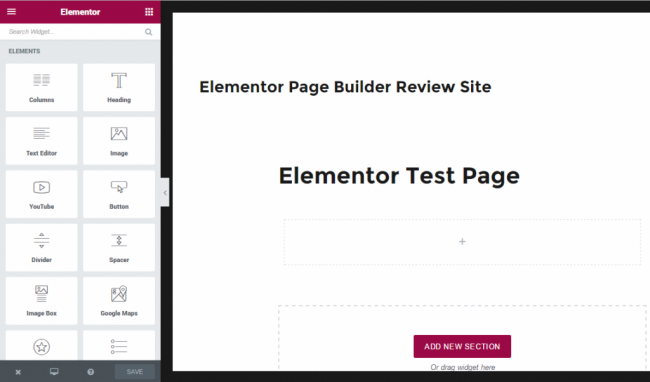 Elementor
Search Widget...
ELEMENTS
Columns
Heading
Text Editor
Image
YouTube
Button
Divider
Spacer
Image Box
Google Maps
SAVE
Elementor Page Builder Review Site
Elementor Test Page
ADD NEW SECTION
Or drag widget here